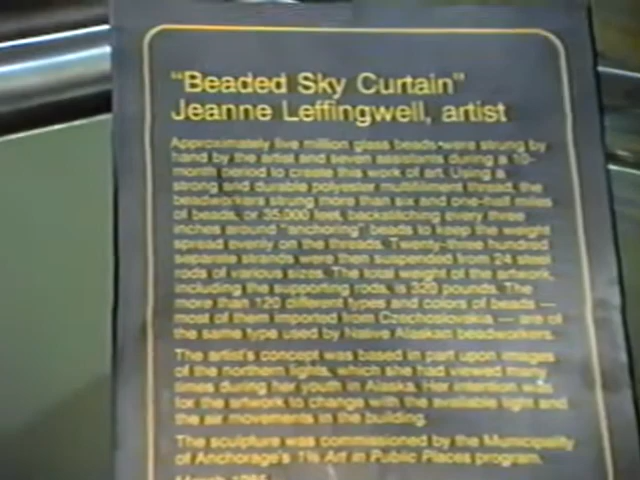 "Beaded Sky Curtain"
Jeanne Leffingwell, artist
Approximately five million glass beads were strung by
hand by the artist and seven assistants during a 10-
month period to create this work of art. Using a
strong and durable polyester multifilament thread, the
beadworkers strung more than six and one-half miles
of beads, or 35,000 feet, backstitching every three
inches around "anchoring" beads to keep the weight
spread evenly on the threads. Twenty-three hundred
separate strands were then suspended from 24 steel
rods of various sizes. The total weight of the artwork,
including the supporting rods, is 320 pounds. The
more than 120 different types and colors of beads —
most of them imported from Czechoslovakia — are of
the same type used by Native Alaskan beadworkers.
The artist's concept was based in part upon images
of the northern lights, which she had viewed many
times during her youth in Alaska. Her intention was
for the artwork to change with the available light and
the air movements in the building.
The sculpture was commissioned by the Municipality
of Anchorage's 1% Art in Public Places program.
March